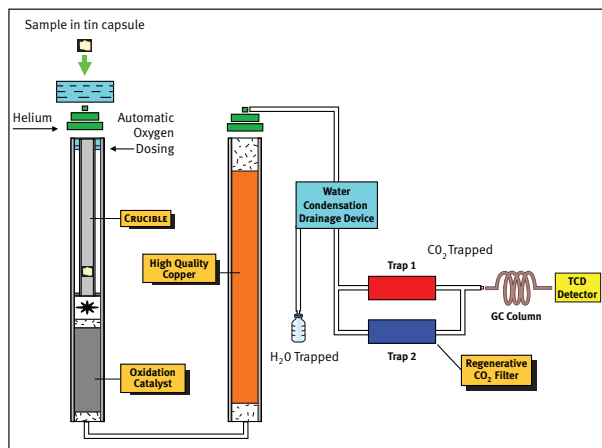 Sample in tin capsule
Helium
Automatic
Oxygen
Dosing
CRUCIBLE
High Quality
Copper
Oxidation
Catalyst
Water
Condensation
Drainage Device
H2O Trapped
CO2 Trapped
Trap 1
Trap 2
GC Column
TCD
Detector
Regenerative
CO2 Filter